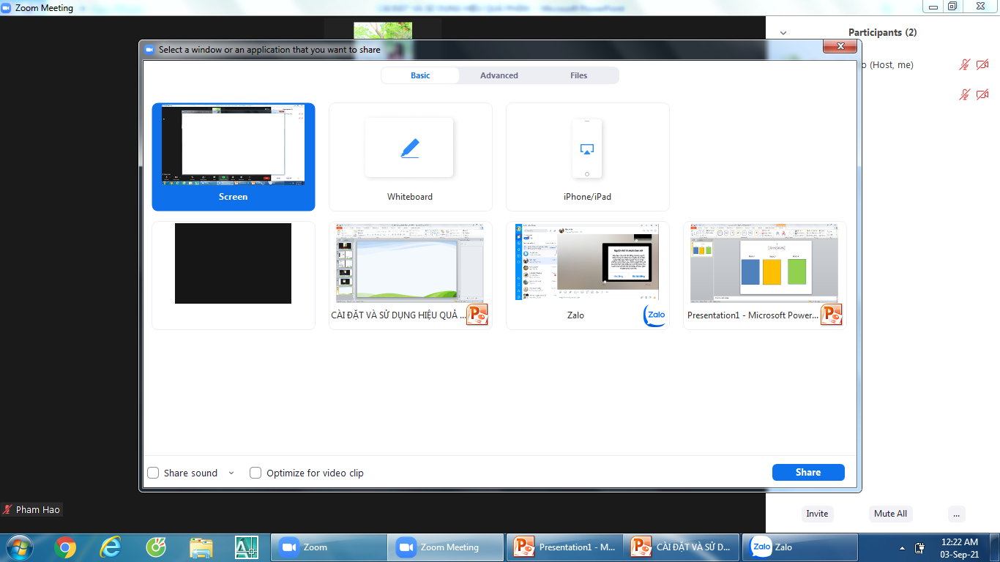 Zoom Meeting
Participants (2)
Select a window or an application that you want to share
Basic
Advanced
Files
o (Host, me)
Screen
Whiteboard
iPhone/iPad
CÀI ĐẶT VÀ SỬ DỤNG HIỆU QUẢ ...
Zalo
Zalo
Presentation1 - Microsoft Power...
Share sound
Optimize for video clip
Share
Pham Hao
Invite
Mute All
...
Zoom
Zoom Meeting
Presentation1 - M...
CÀI ĐẶT VÀ SỬ D...
Zalo
Zalo
12:22 AM
03-Sep-21